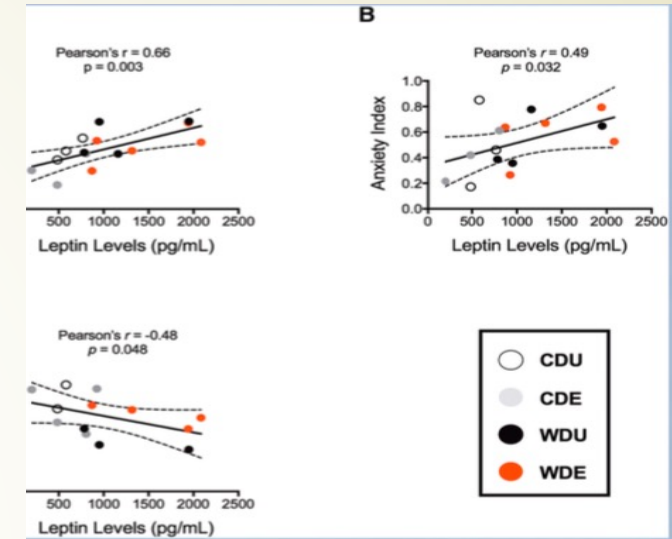 B
Pearson's r = 0.66
p = 0.003
500 1000 1500 2000 2500
Leptin Levels (pg/mL)
Pearson's r = 0.49
p = 0.032
Anxiety Index
1.0
0.8
0.6
0.4
0.2
0.0
0 500 1000 1500 2000 2500
Leptin Levels (pg/mL)
Pearson's r = -0.48
p = 0.048
500 1000 1500 2000 2500
Leptin Levels (pg/mL)
CDU
CDE
WDU
WDE